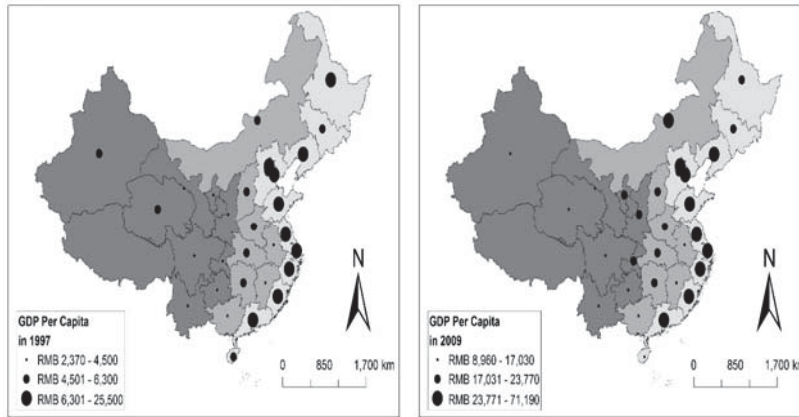 N
GDP Per Capita
in 1997
RMB 2,370 - 4,500
RMB 4,501 - 6,300
RMB 6,301 - 25,500
0 850 1,700 km
N
GDP Per Capita
in 2009
RMB 8,960 - 17,030
RMB 17,031 - 23,770
RMB 23,771 - 71,190
0 850 1,700 km